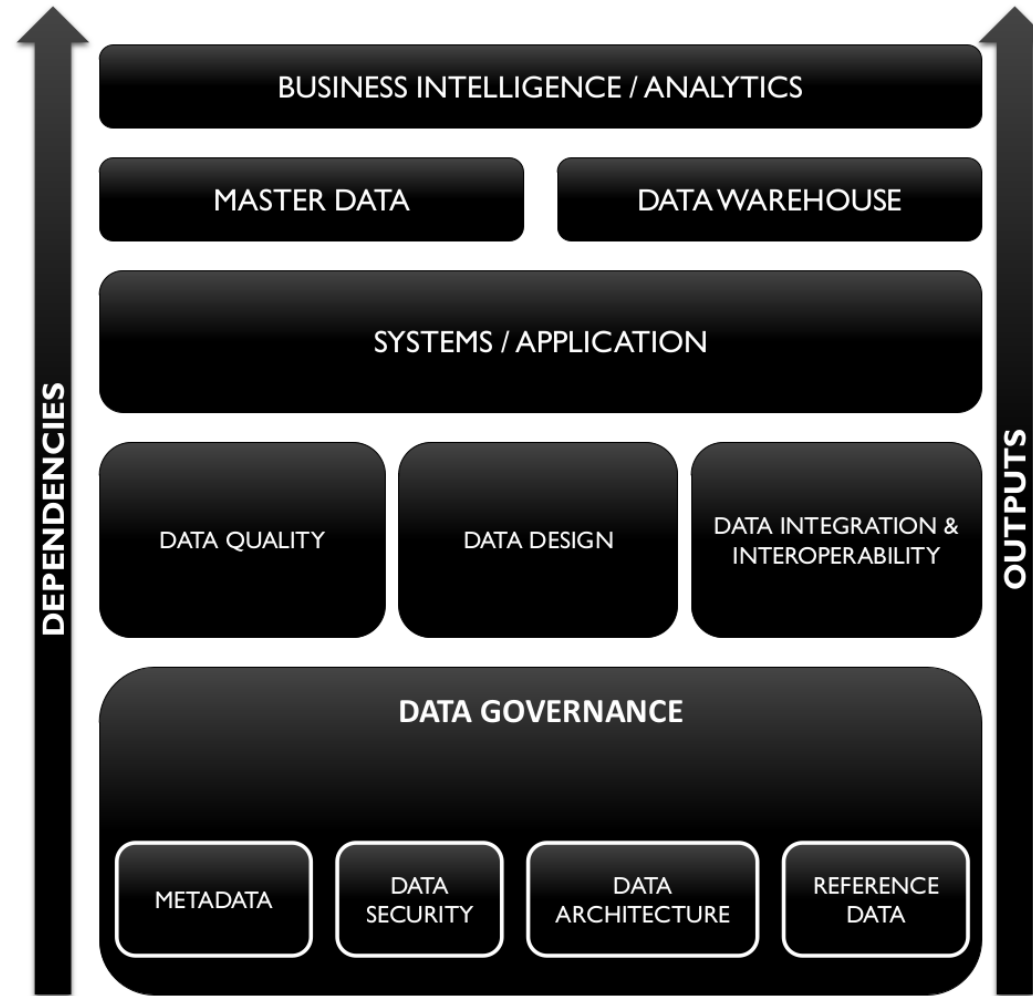 BUSINESS INTELLIGENCE / ANALYTICS
MASTER DATA
DATA WAREHOUSE
SYSTEMS / APPLICATION
DEPENDENCIES
OUTPUTS
DATA QUALITY
DATA DESIGN
DATA INTEGRATION &
INTEROPERABILITY
DATA GOVERNANCE
METADATA
DATA
SECURITY
DATA
ARCHITECTURE
REFERENCE
DATA